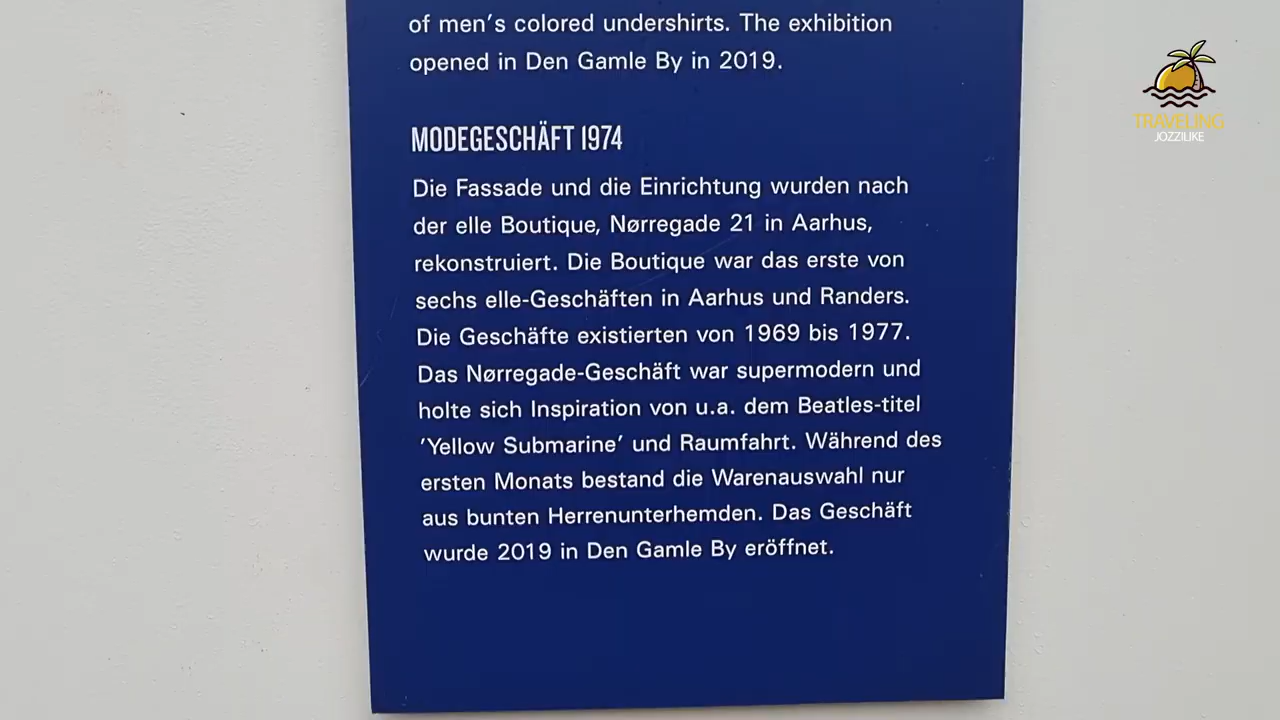 of men's colored undershirts. The exhibition
opened in Den Gamle By in 2019.
MODEGESCHÄFT 1974
Die Fassade und die Einrichtung wurden nach
der elle Boutique, Nørregade 21 in Aarhus,
rekonstruiert. Die Boutique war das erste von
sechs elle-Geschäften in Aarhus und Randers.
Die Geschäfte existierten von 1969 bis 1977.
Das Nørregade-Geschäft war supermodern und
holte sich Inspiration von u.a. dem Beatles-titel
'Yellow Submarine' und Raumfahrt. Während des
ersten Monats bestand die Warenauswahl nur
aus bunten Herrenunterhemden. Das Geschäft
wurde 2019 in Den Gamle By eröffnet.
TRAVELING
JOZZILIKE